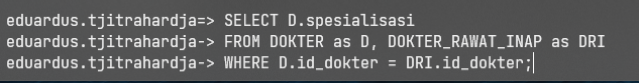 eduardus.tjitrahardja=> SELECT D.spesialisasi
eduardus.tjitrahardja-> FROM DOKTER as D, DOKTER_RAWAT_INAP as DRI
eduardus.tjitrahardja-> WHERE D.id_dokter = DRI.id_dokter;